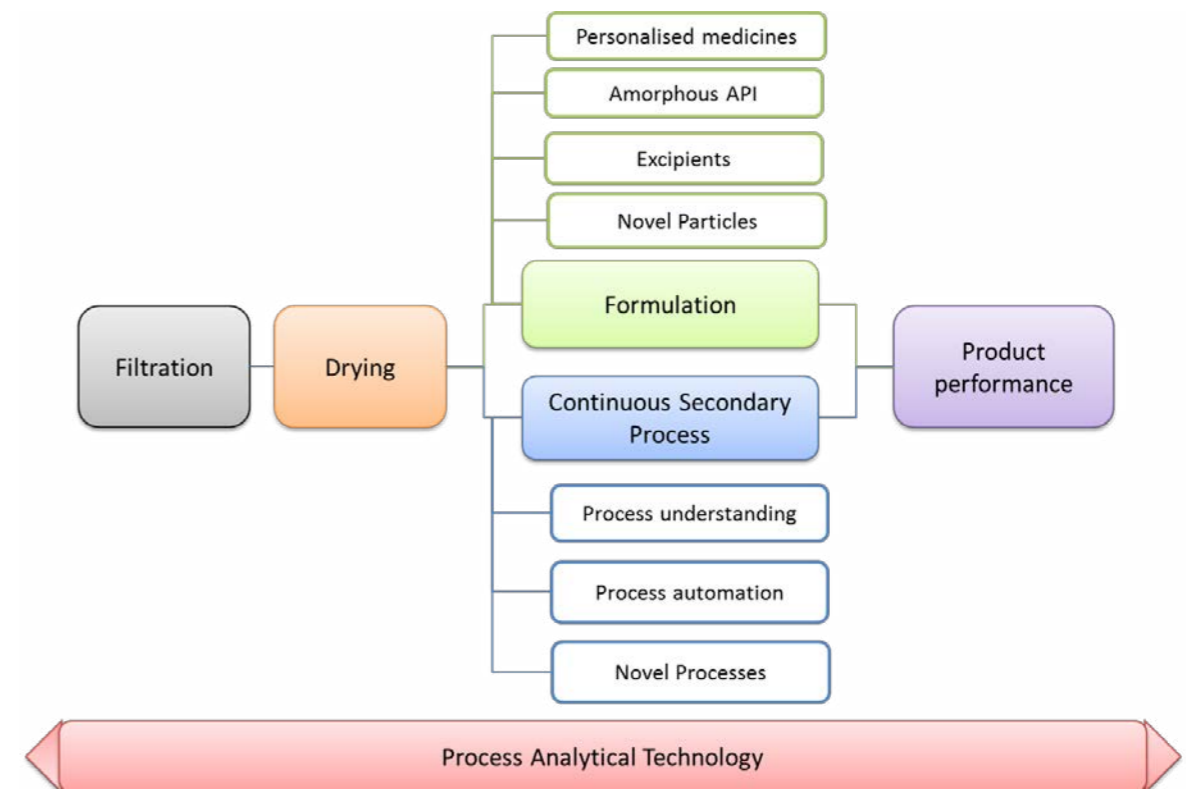 Personalised medicines
Amorphous API
Excipients
Novel Particles
Formulation
Filtration
Drying
Product
performance
Continuous Secondary
Process
Process understanding
Process automation
Novel Processes
Process Analytical Technology